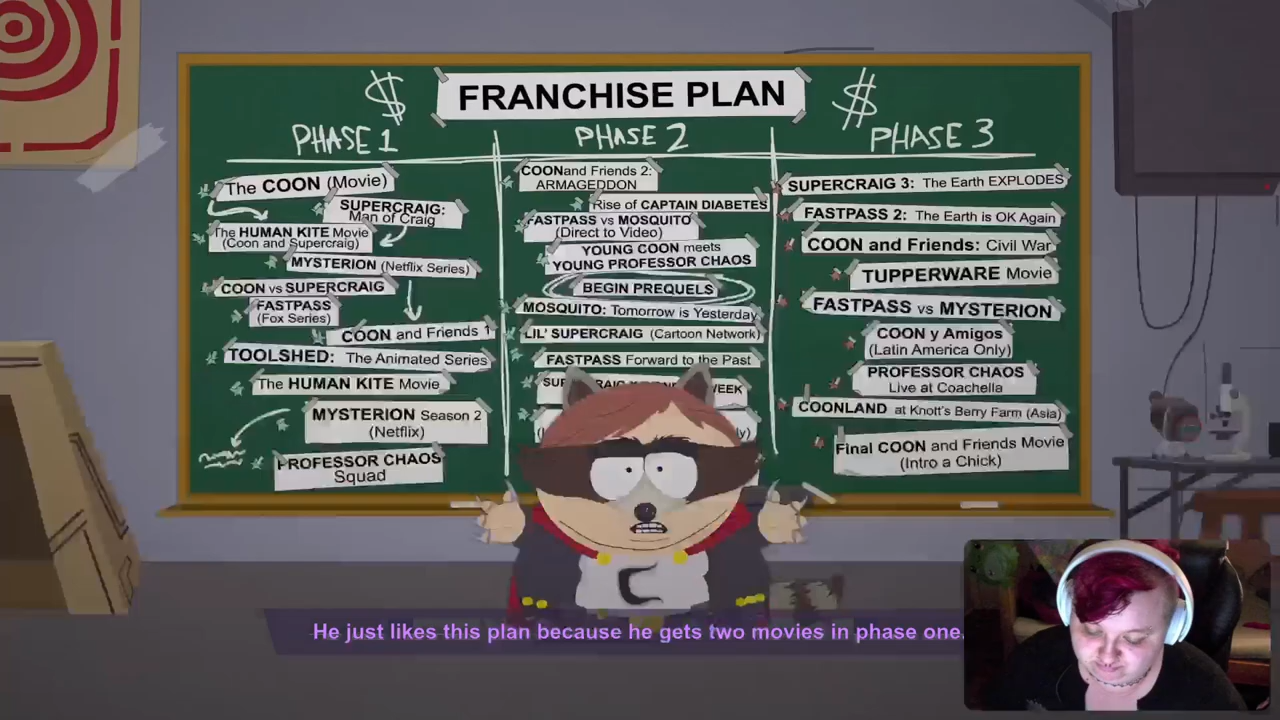 $ FRANCHISE PLAN $
PHASE 1
The COON (Movie)
SUPERCRAIG:
Man of Craig
The HUMAN KITE Movie
(Coon and Supercraig)
MYSTERION (Netflix Series)
COON vs SUPERCRAIG
FASTPASS
(Fox Series)
COON and Friends 1
TOOLSHED: The Animated Series
The HUMAN KITE Movie
MYSTERION Season 2
(Netflix)
PROFESSOR CHAOS
Squad
PHASE 2
COONand Friends 2:
ARMAGEDDON
Rise of CAPTAIN DIABETES
FASTPASS vs MOSQUITO
(Direct to Video)
YOUNG COON meets
YOUNG PROFESSOR CHAOS
BEGIN PREQUELS
MOSQUITO: Tomorrow is Yesterday
LIL' SUPERCRAIG (Cartoon Network)
FASTPASS Forward to the Past
WEEK
PHASE 3
SUPERCRAIG 3: The Earth EXPLODES
FASTPASS 2: The Earth is OK Again
COON and Friends: Civil War
TUPPERWARE Movie
FASTPASS vs MYSTERION
COON y Amigos
(Latin America Only)
PROFESSOR CHAOS
Live at Coachella
COONLAND at Knott's Berry Farm (Asia)
Final COON and Friends Movie
(Intro a Chick)
C
He just likes this plan because he gets two movies in phase one.